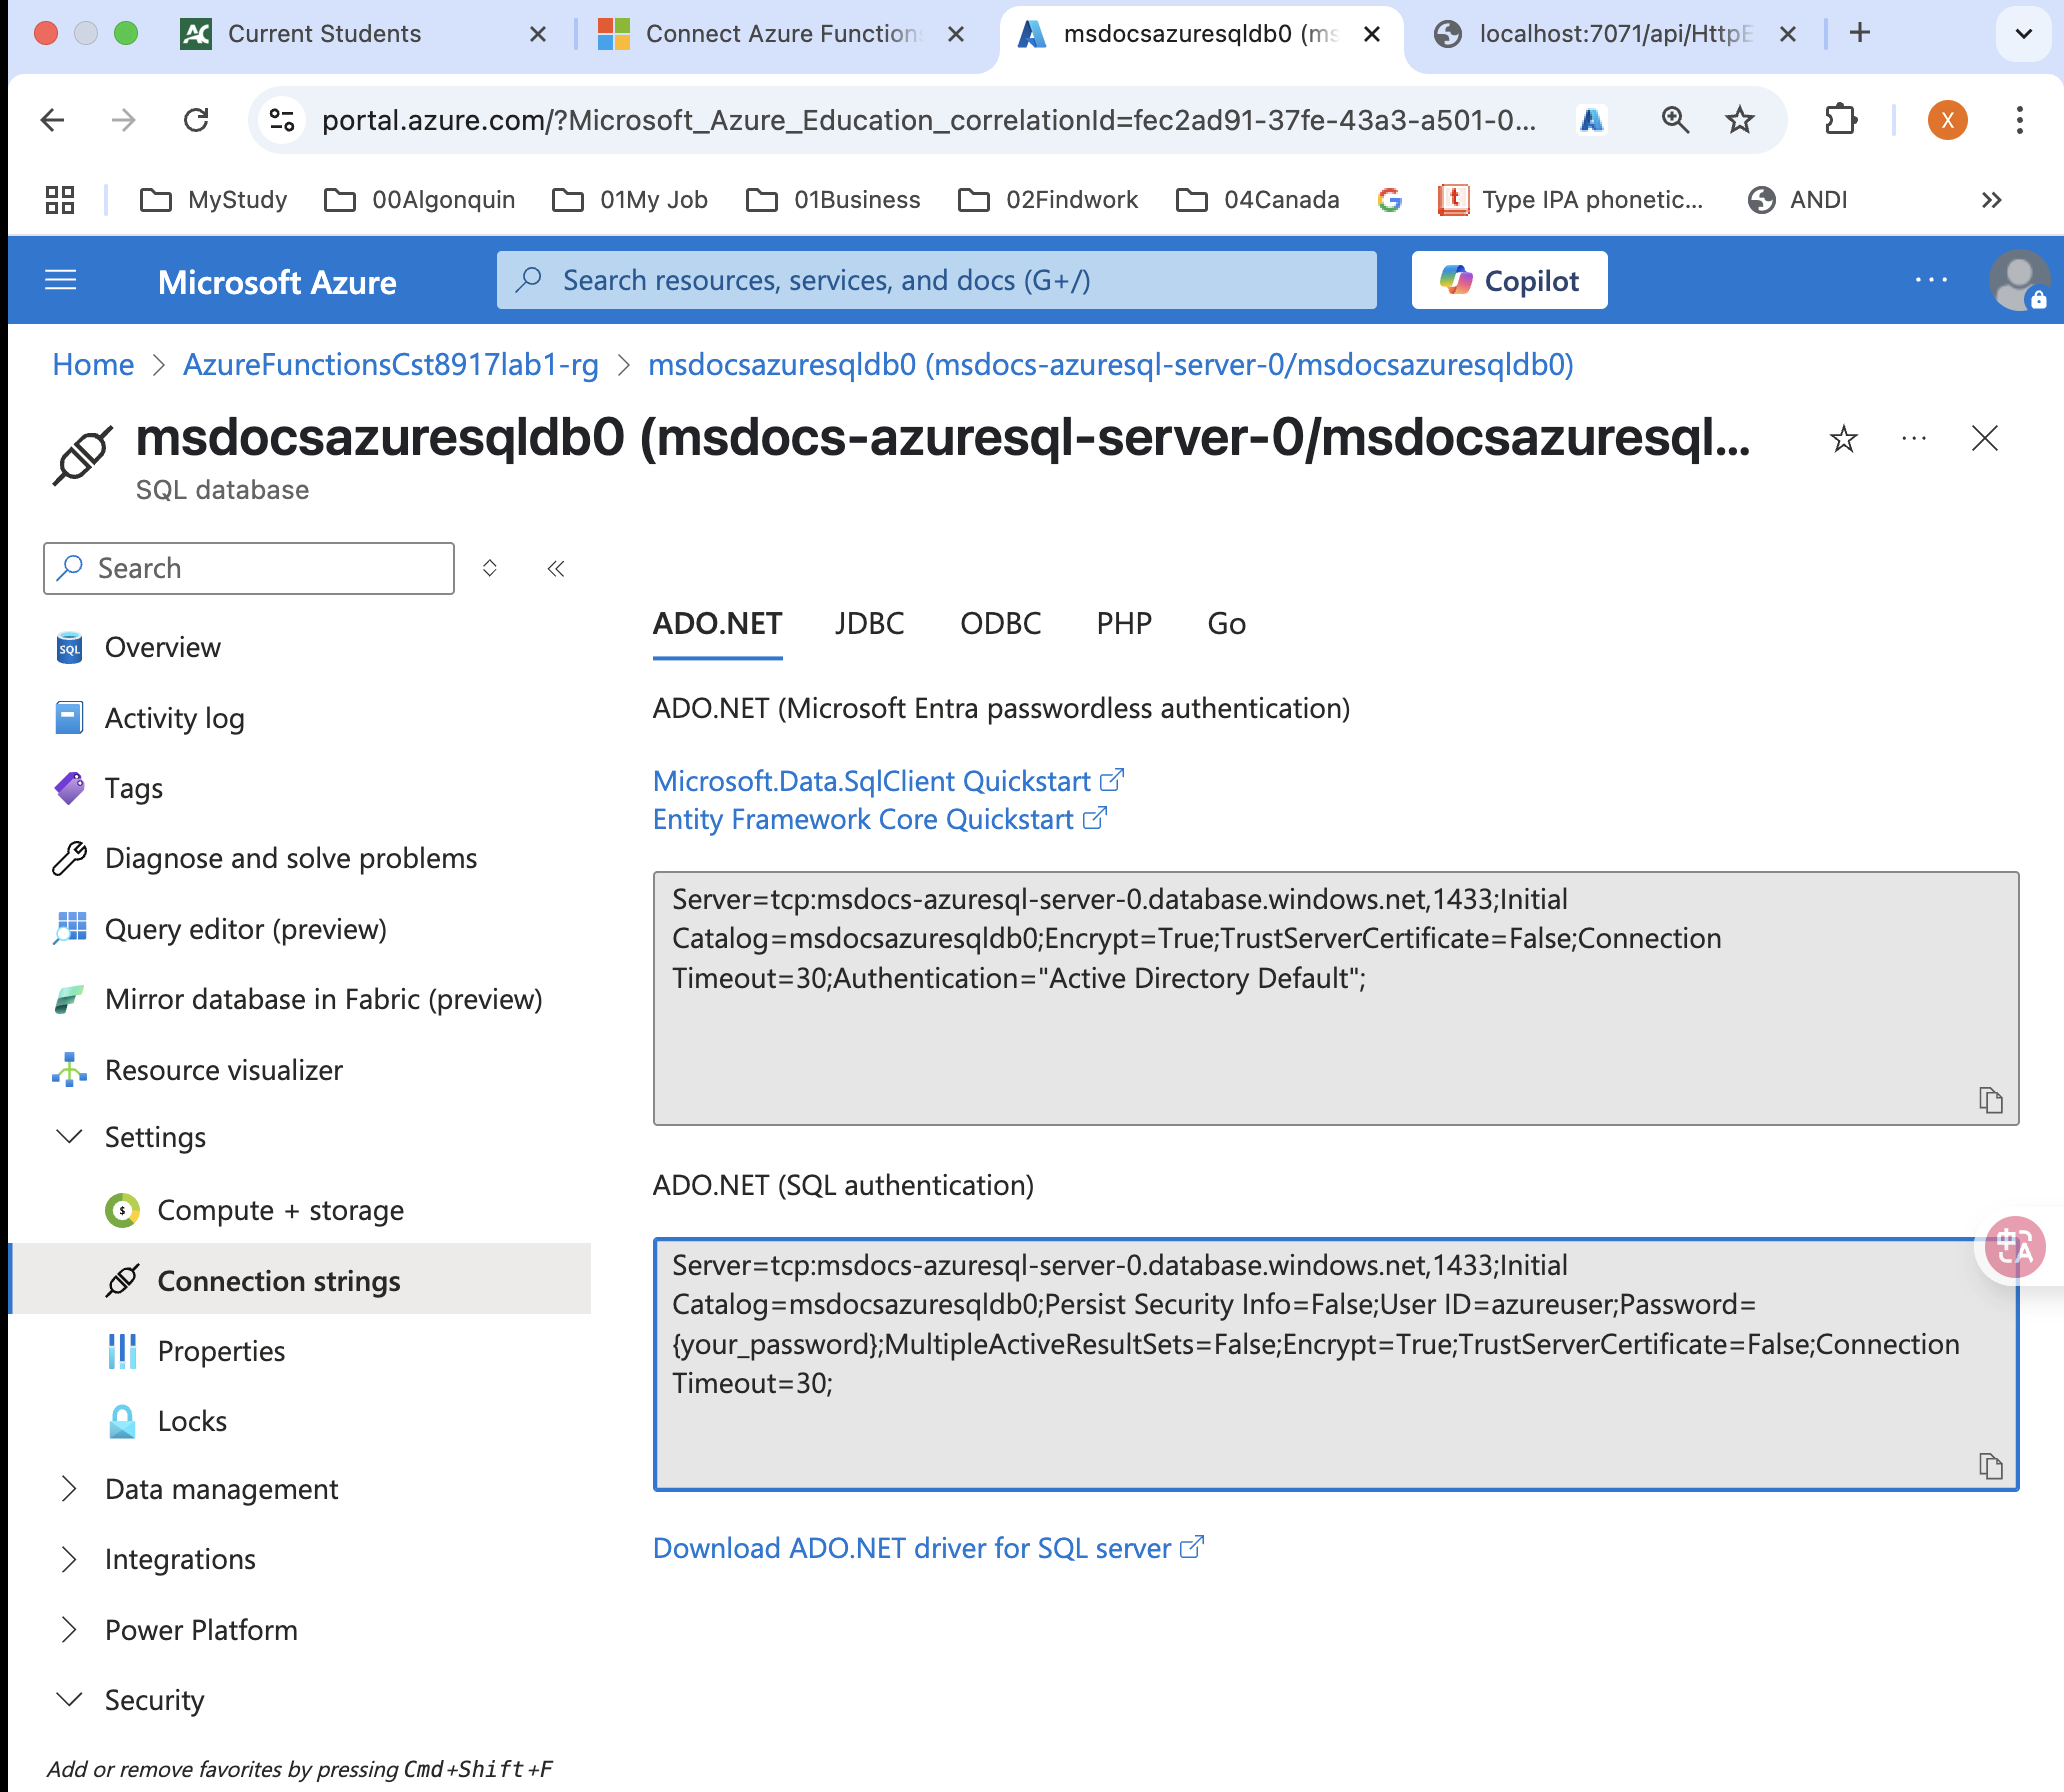 Current Students
Connect Azure Functions
msdocsazuresqldb0 (ms
localhost:7071/api/HttpE
portal.azure.com/?Microsoft_Azure_Education_correlationId=fec2ad91-37fe-43a3-a501-0...
X
MyStudy
00Algonquin
01My Job
01Business
02Findwork
04Canada
Type IPA phonetic...
ANDI
Microsoft Azure
Search resources, services, and docs (G+/)
Copilot
Home > AzureFunctionsCst8917lab1-rg > msdocsazuresqldb0 (msdocs-azuresql-server-0/msdocsazuresqldb0)
msdocsazuresqldb0 (msdocs-azuresql-server-0/msdocsazuresql...
SQL database
Search
Overview
Activity log
Tags
Diagnose and solve problems
Query editor (preview)
Mirror database in Fabric (preview)
Resource visualizer
Settings
Compute + storage
Connection strings
Properties
Locks
Data management
Integrations
Power Platform
Security
Add or remove favorites by pressing Cmd+Shift+F
ADO.NET
JDBC
ODBC
PHP
Go
ADO.NET (Microsoft Entra passwordless authentication)
Microsoft.Data.SqlClient Quickstart
Entity Framework Core Quickstart
Server=tcp:msdocs-azuresql-server-0.database.windows.net,1433;Initial
Catalog=msdocsazuresqldb0;Encrypt=True;TrustServerCertificate=False;Connection
Timeout=30;Authentication="Active Directory Default";
ADO.NET (SQL authentication)
Server=tcp:msdocs-azuresql-server-0.database.windows.net,1433;Initial
Catalog=msdocsazuresqldb0;Persist Security Info=False;User ID=azureuser;Password=
{your_password};MultipleActiveResultSets=False;Encrypt=True;TrustServerCertificate=False;Connection
Timeout=30;
Download ADO.NET driver for SQL server